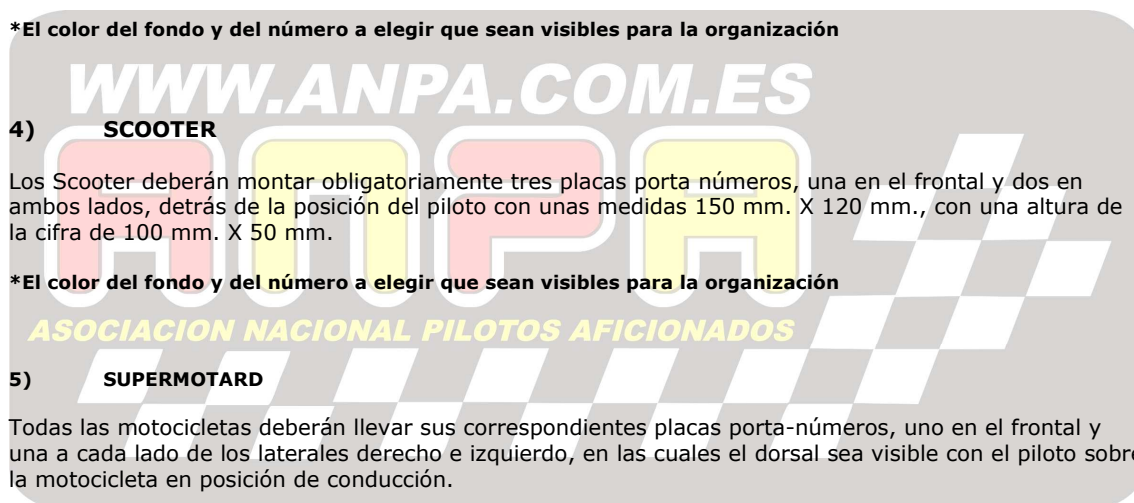 *El color del fondo y del número a elegir que sean visibles para la organización
WWW.ANPA.COM.ES
4) SCOOTER
ANPA
Los Scooter deberán montar obligatoriamente tres placas porta números, una en el frontal y dos en
ambos lados, detrás de la posición del piloto con unas medidas 150 mm. X 120 mm., con una altura de
la cifra de 100 mm. X 50 mm.
*El color del fondo y del número a elegir que sean visibles para la organización
ASOCIACION NACIONAL PILOTOS AFICIONADOS
5) SUPERMOTARD
Todas las motocicletas deberán llevar sus correspondientes placas porta-números, uno en el frontal y
una a cada lado de los laterales derecho e izquierdo, en las cuales el dorsal sea visible con el piloto sobre
la motocicleta en posición de conducción.